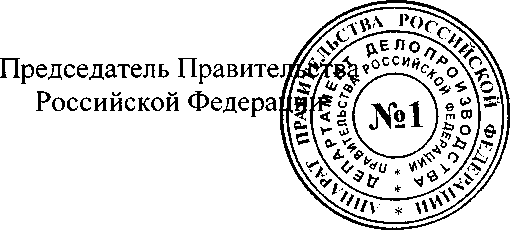 Председатель Правительства
Российской Федерации
АППАРАТ ПРАВИТЕЛЬСТВА РОССИЙСКОЙ ФЕДЕРАЦИИ *
ДЕПАРТАМЕНТ ДЕЛОПРОИЗВОДСТВА *
ПРАВИТЕЛЬСТВА РОССИЙСКОЙ ФЕДЕРАЦИИ *
№1